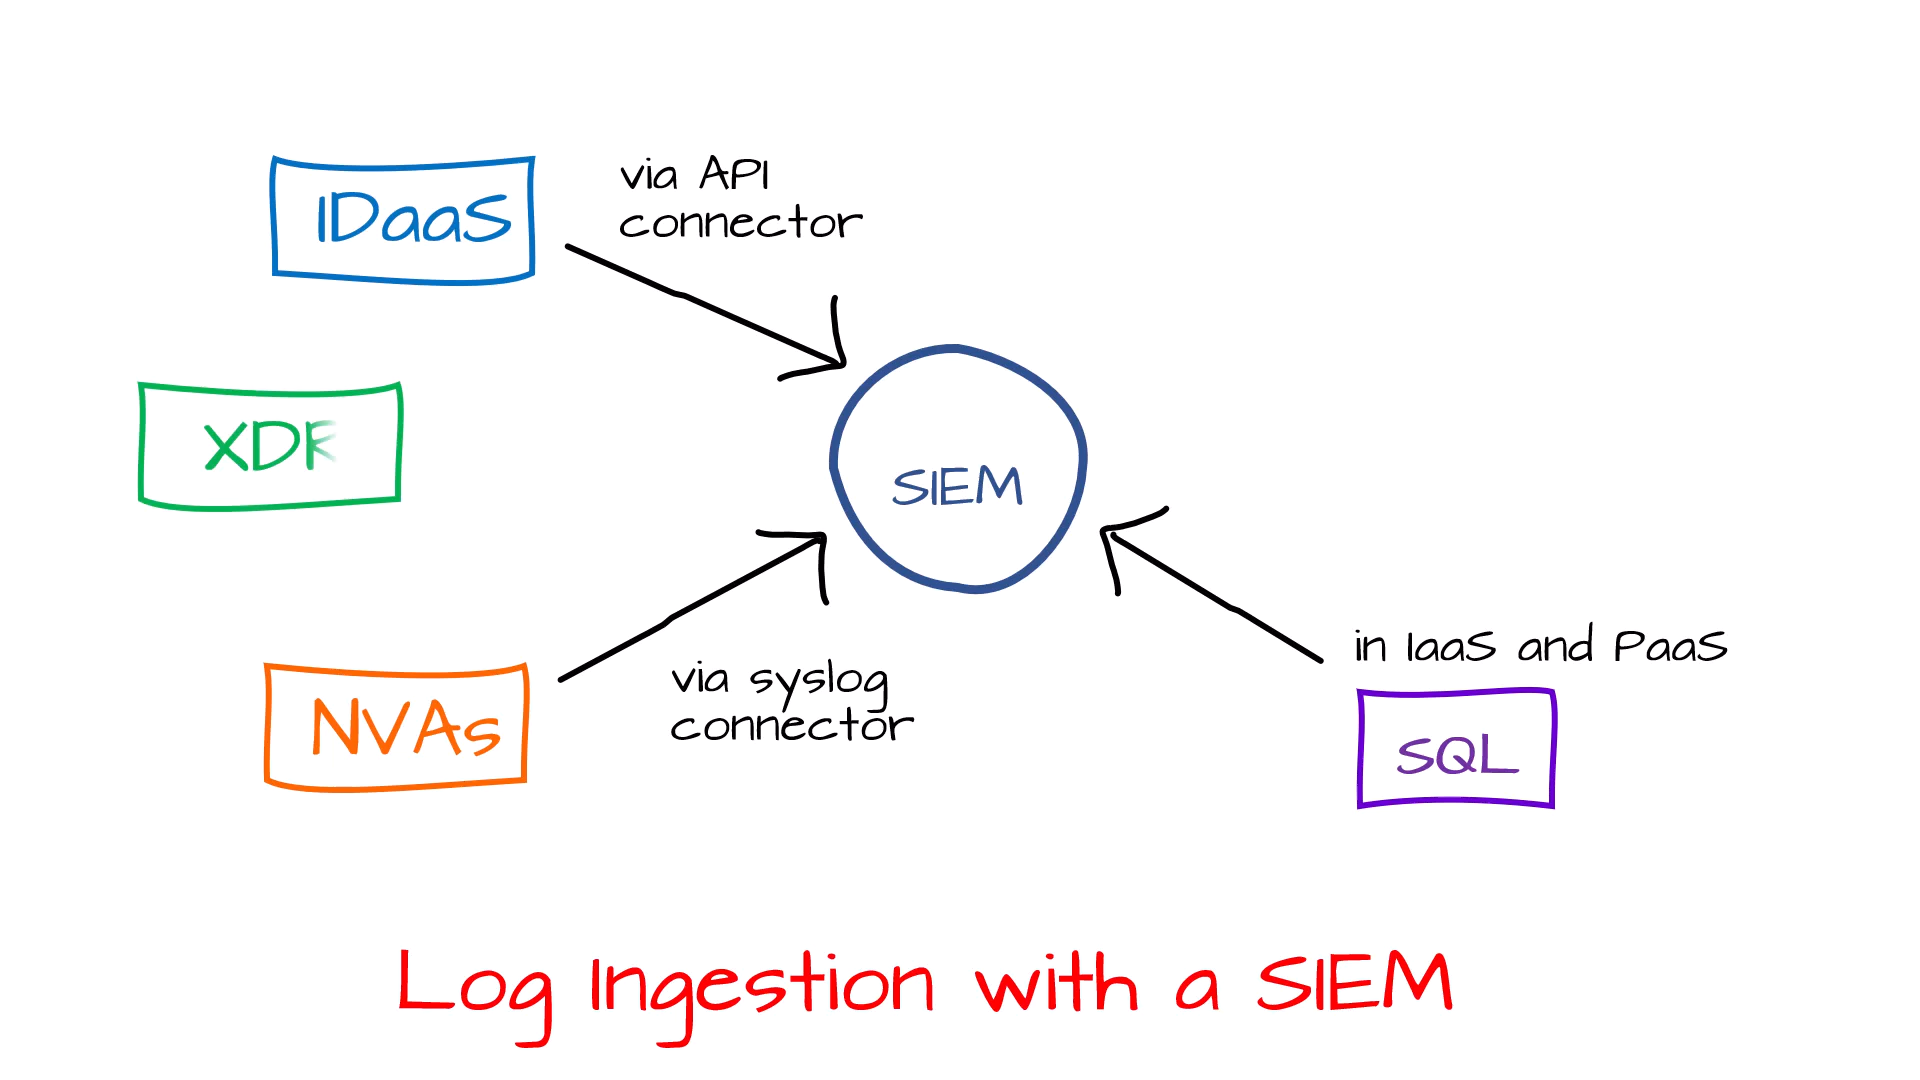 via API
connector
IDaaS
XDR
SIEM
in IaaS and PaaS
via syslog
connector
NVAs
SQL
Log Ingestion with a SIEM